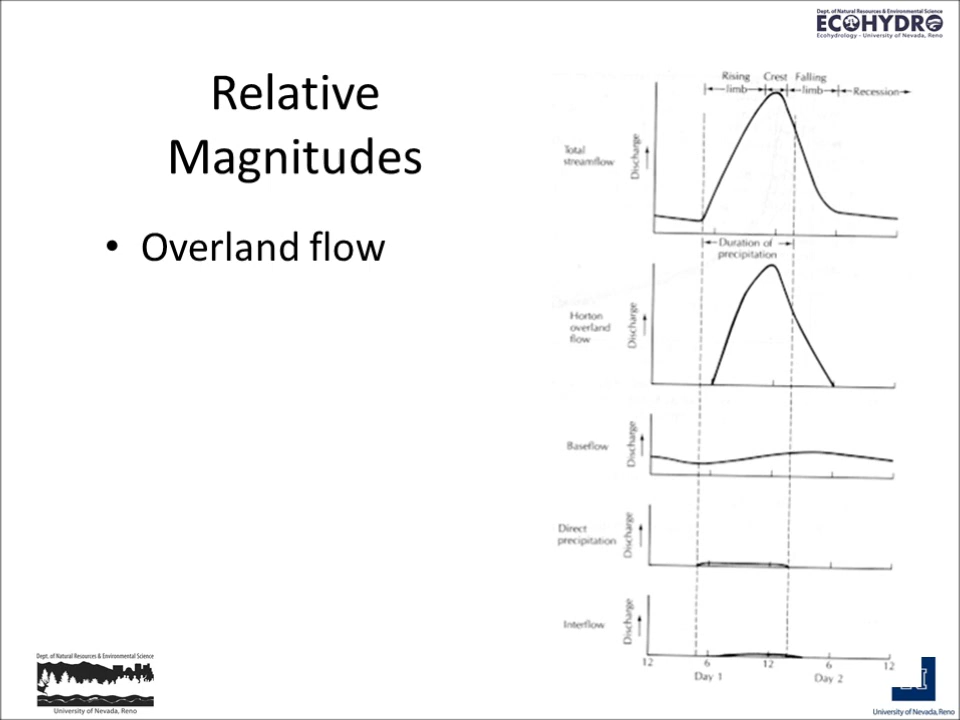 Dept. of Natural Resources & Environmental Science
ECOHYDRO
Ecohydrology - University of Nevada, Reno
Relative
Magnitudes
• Overland flow
Rising Crest Falling
limb limb Recession
Total
streamflow
Discharge
Duration of
precipitation
Horton
overland
flow
Discharge
Baseflow
Discharge
Direct
precipitation
Discharge
Interflow
Discharge
12 6 12 6 12
Day 1 Day 2
Dept. of Natural Resources & Environmental Science
University of Nevada, Reno
University of Nevada, Reno